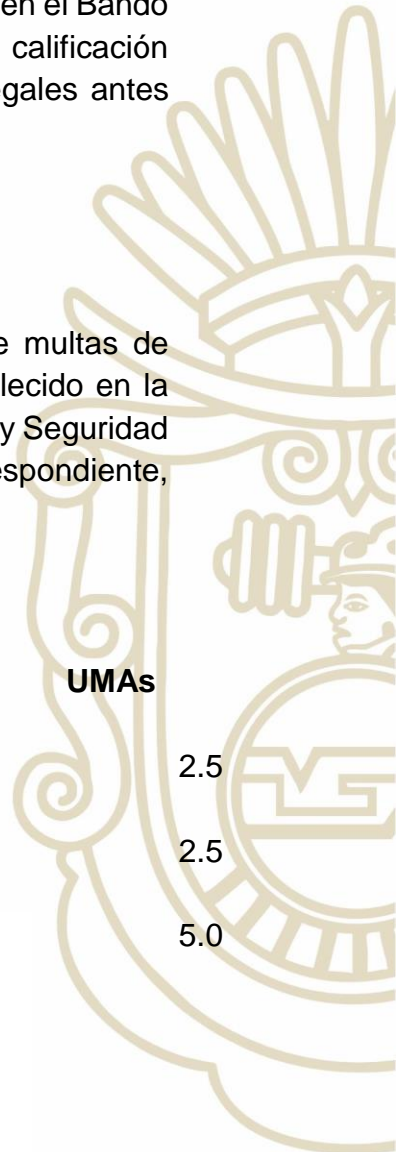 en el Bando
calificación
egales antes
e multas de
lecido en la
y Seguridad
espondiente,
UMAs
2.5
2.5
5.0